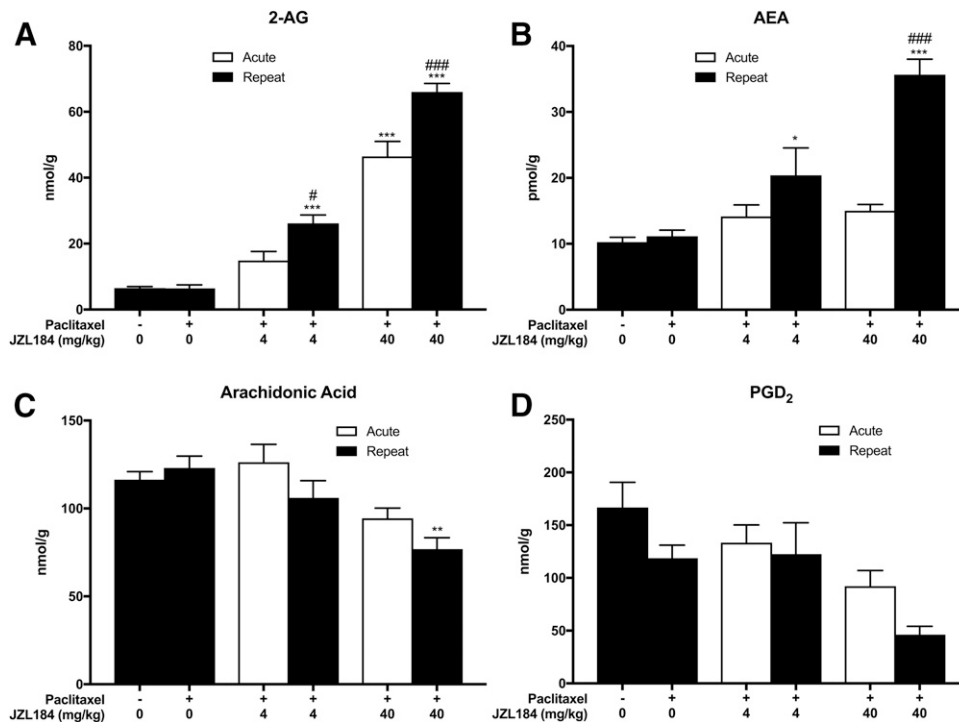 A
2-AG
Acute
Repeat
80
60
40
20
0
nmol/g
***
#
***
***
###
Paclitaxel - + + + + +
JZL184 (mg/kg) 0 0 4 4 40 40
B
AEA
Acute
Repeat
40
30
20
10
0
pmol/g
*
###
***
Paclitaxel - + + + + +
JZL184 (mg/kg) 0 0 4 4 40 40
C
Arachidonic Acid
Acute
Repeat
150
100
50
0
nmol/g
**
Paclitaxel - + + + + +
JZL184 (mg/kg) 0 0 4 4 40 40
D
PGD₂
Acute
Repeat
250
200
150
100
50
0
nmol/g
Paclitaxel - + + + + +
JZL184 (mg/kg) 0 0 4 4 40 40